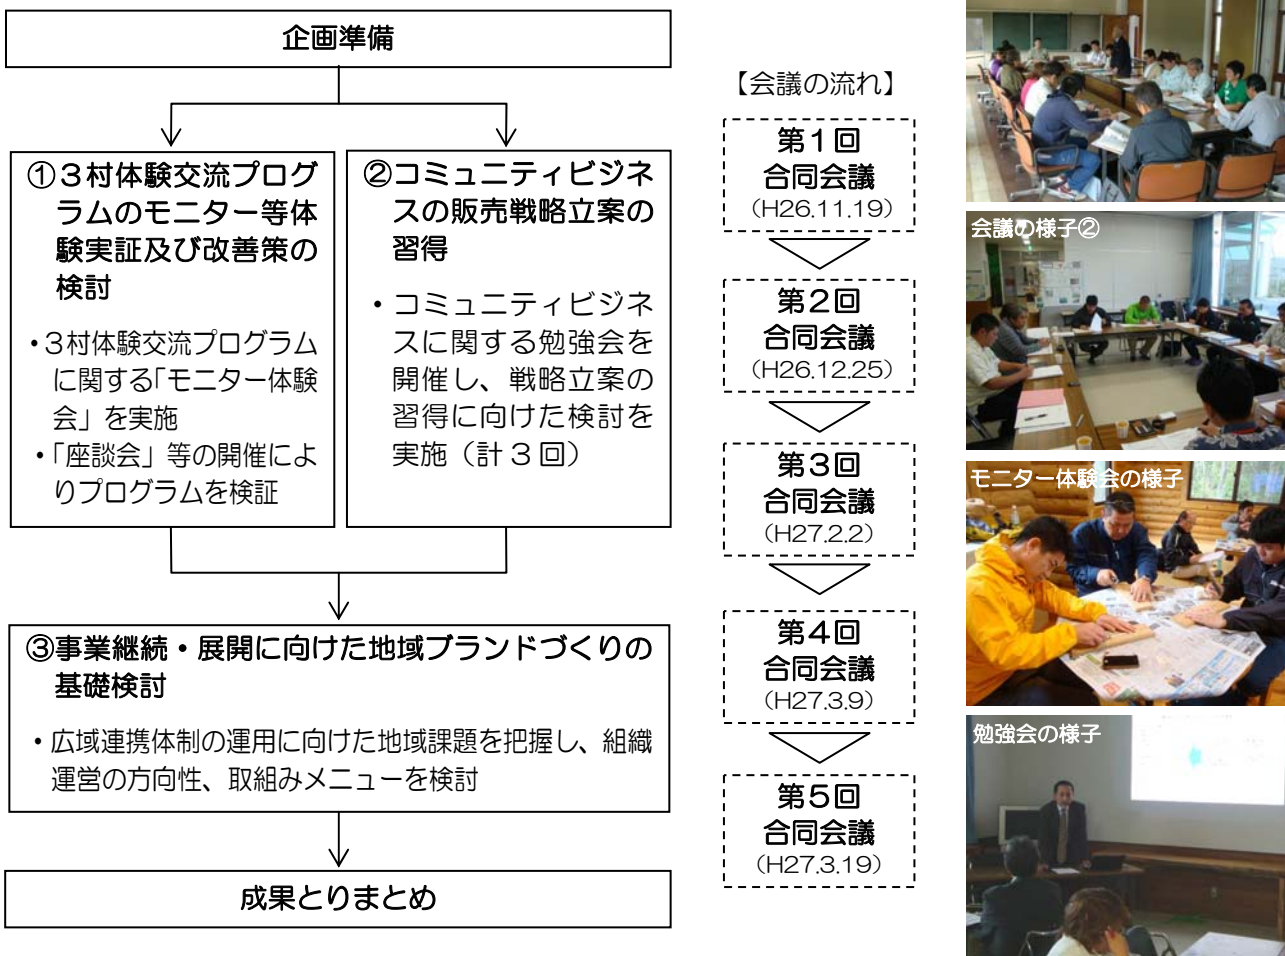 企画準備
①３村体験交流プログ
ラムのモニター等体
験実証及び改善策の
検討
・３村体験交流プログラム
に関する「モニター体験
会」を実施
・「座談会」等の開催によ
りプログラムを検証
②コミュニティビジネ
スの販売戦略立案の
習得
・コミュニティビジネ
スに関する勉強会を
開催し、戦略立案の
習得に向けた検討を
実施（計３回）
③事業継続・展開に向けた地域ブランドづくりの
基礎検討
・広域連携体制の運用に向けた地域課題を把握し、組織
運営の方向性、取組みメニューを検討
成果とりまとめ
【会議の流れ】
第１回
合同会議
（H26.11.19）
第２回
合同会議
（H26.12.25）
第３回
合同会議
（H27.2.2）
第４回
合同会議
（H27.3.9）
第５回
合同会議
（H27.3.19）
会議の様子②
モニター体験会の様子
勉強会の様子